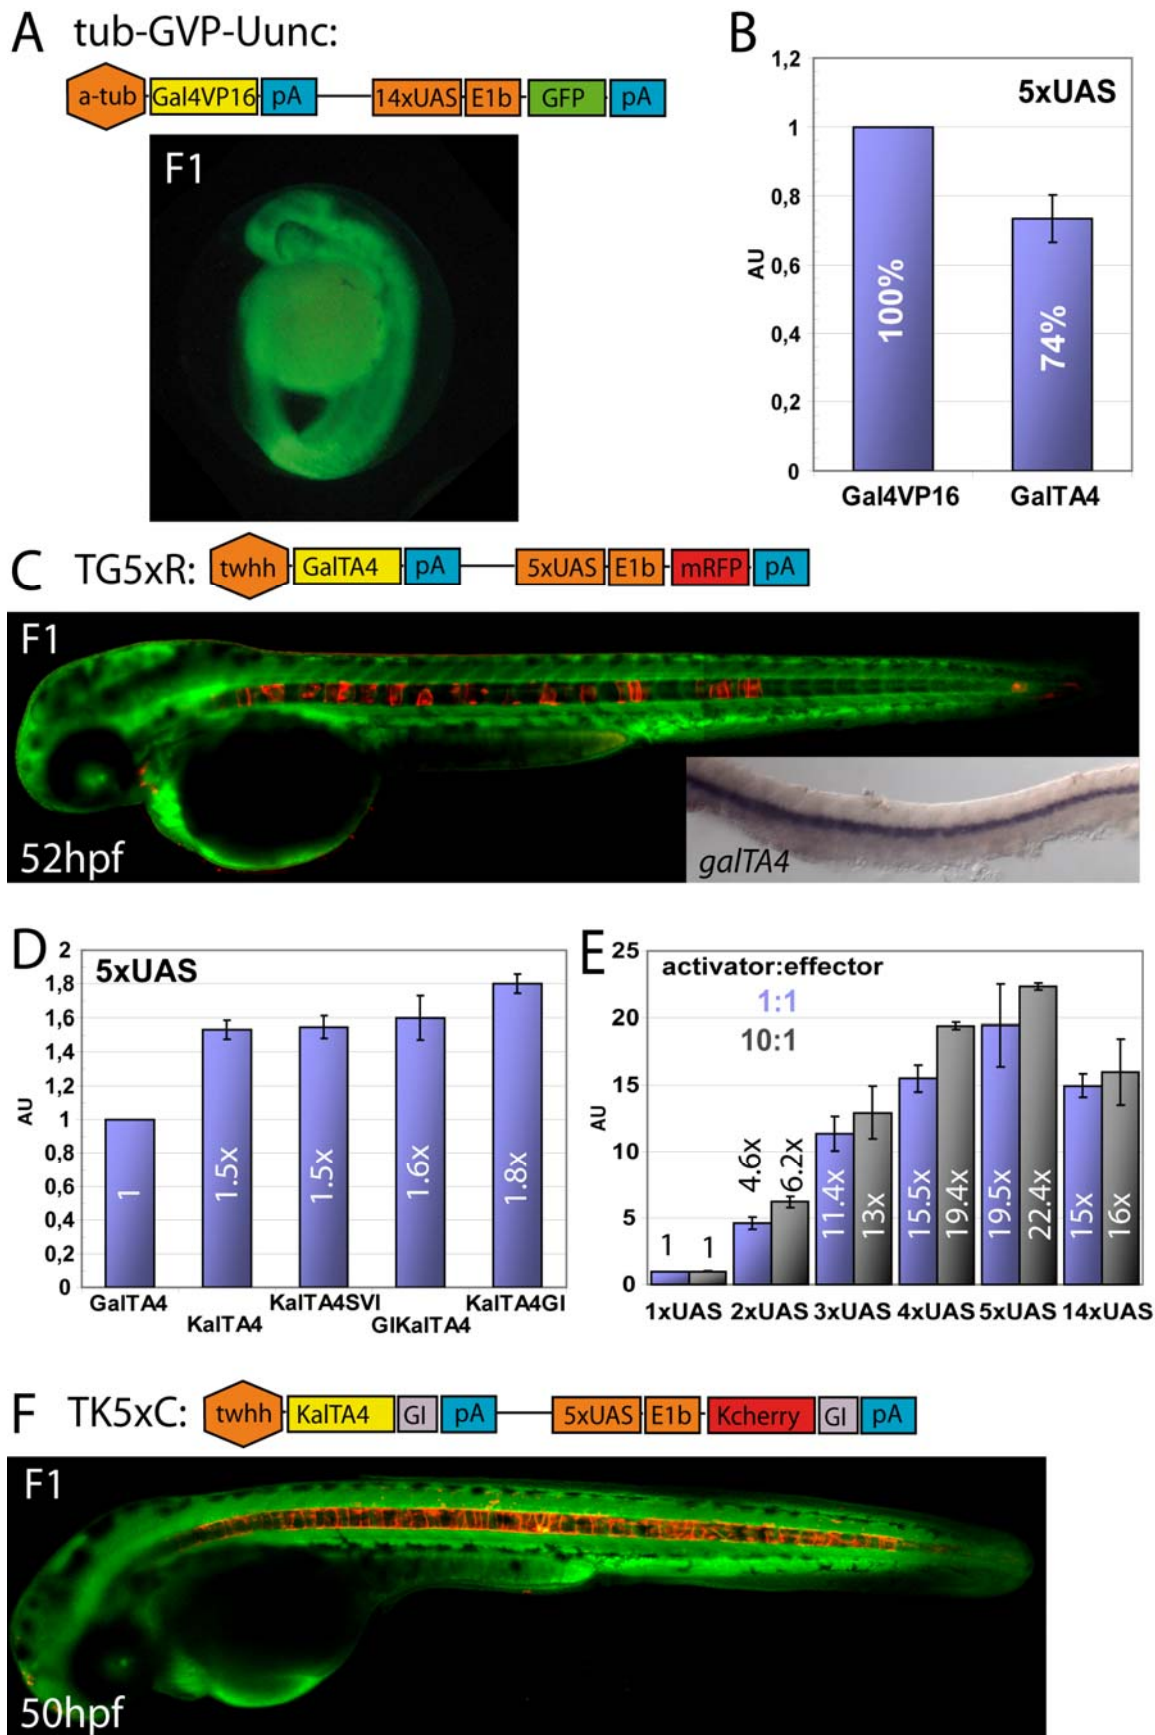 A tub-GVP-Uunc:
a-tub Gal4VP16 pA 14xUAS E1b GFP pA
F1
B
5xUAS
1,2
1
0,8
0,6
0,4
0,2
0
AU
100%
74%
Gal4VP16 GalTA4
C TG5xR: twhh GalTA4 pA 5xUAS E1b mRFP pA
F1
52hpf
galTA4
D
5xUAS
2
1,8
1,6
1,4
1,2
1
0,8
0,6
0,4
0,2
0
AU
1
1.5x
1.5x
1.6x
1.8x
GalTA4
KalTA4
KalTA4SVI
GIKalTA4
KalTA4GI
E
activator:effector
1:1
10:1
25
20
15
10
5
0
AU
1
1
4.6x
6.2x
11.4x
13x
15.5x
19.4x
19.5x
22.4x
15x
16x
1xUAS 2xUAS 3xUAS 4xUAS 5xUAS 14xUAS
F TK5xC: twhh KalTA4 GI pA 5xUAS E1b Kcherry GI pA
F1
50hpf